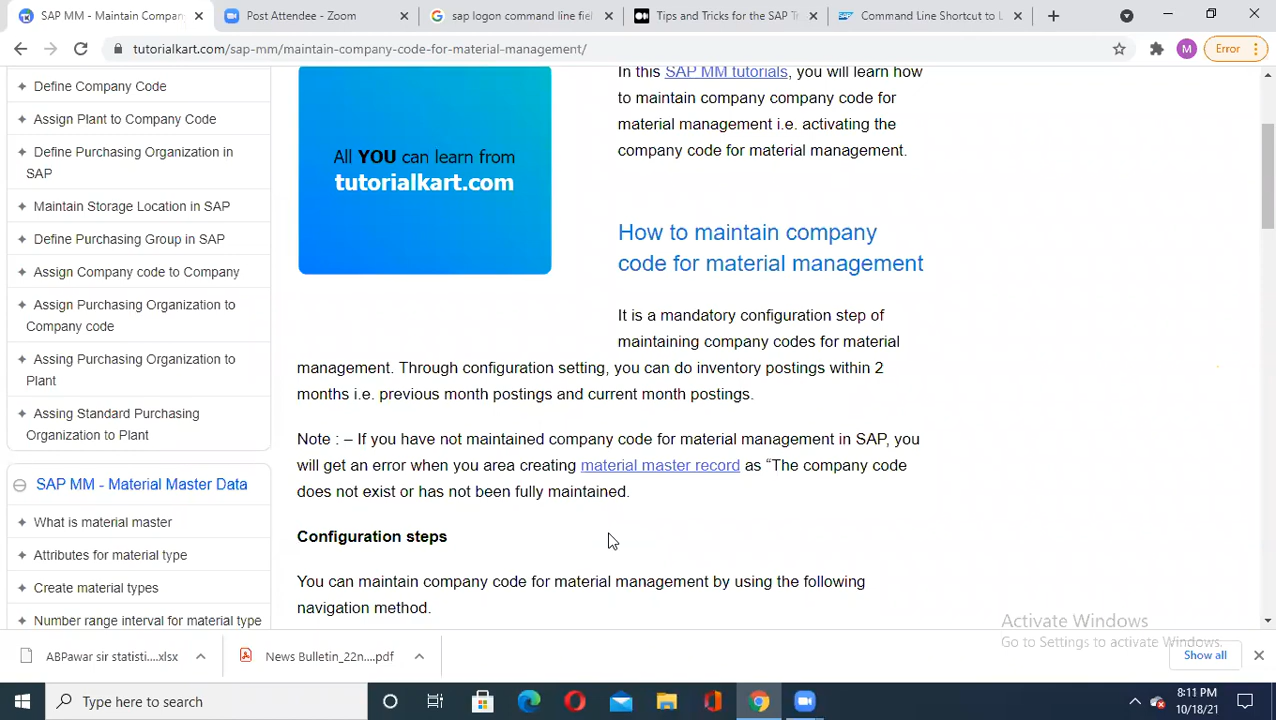 SAP MM - Maintain Compan
Post Attendee - Zoom
sap logon command line fiel
Tips and Tricks for the SAP T
Command Line Shortcut to L
tutorialkart.com/sap-mm/maintain-company-code-for-material-management/
M
Error
Define Company Code
Assign Plant to Company Code
Define Purchasing Organization in
SAP
Maintain Storage Location in SAP
Define Purchasing Group in SAP
Assign Company code to Company
Assign Purchasing Organization to
Company code
Assing Purchasing Organization to
Plant
Assing Standard Purchasing
Organization to Plant
SAP MM - Material Master Data
What is material master
Attributes for material type
Create material types
Number range interval for material type
All YOU can learn from
tutorialkart.com
In this SAP MM tutorials, you will learn how
to maintain company company code for
material management i.e. activating the
company code for material management.
How to maintain company
code for material management
It is a mandatory configuration step of
maintaining company codes for material
management. Through configuration setting, you can do inventory postings within 2
months i.e. previous month postings and current month postings.
Note : – If you have not maintained company code for material management in SAP, you
will get an error when you area creating material master record as “The company code
does not exist or has not been fully maintained.
Configuration steps
You can maintain company code for material management by using the following
navigation method.
Activate Windows
Go to Settings to activate Windows.
ABPawar sir statisti....xlsx
News Bulletin_22n....pdf
Show all
Type here to search
8:11 PM
10/18/21